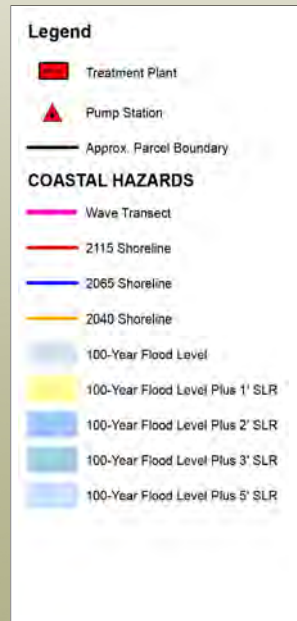 Legend
Treatment Plant
Pump Station
Approx. Parcel Boundary
COASTAL HAZARDS
Wave Transect
2115 Shoreline
2065 Shoreline
2040 Shoreline
100-Year Flood Level
100-Year Flood Level Plus 1' SLR
100-Year Flood Level Plus 2' SLR
100-Year Flood Level Plus 3' SLR
100-Year Flood Level Plus 5' SLR